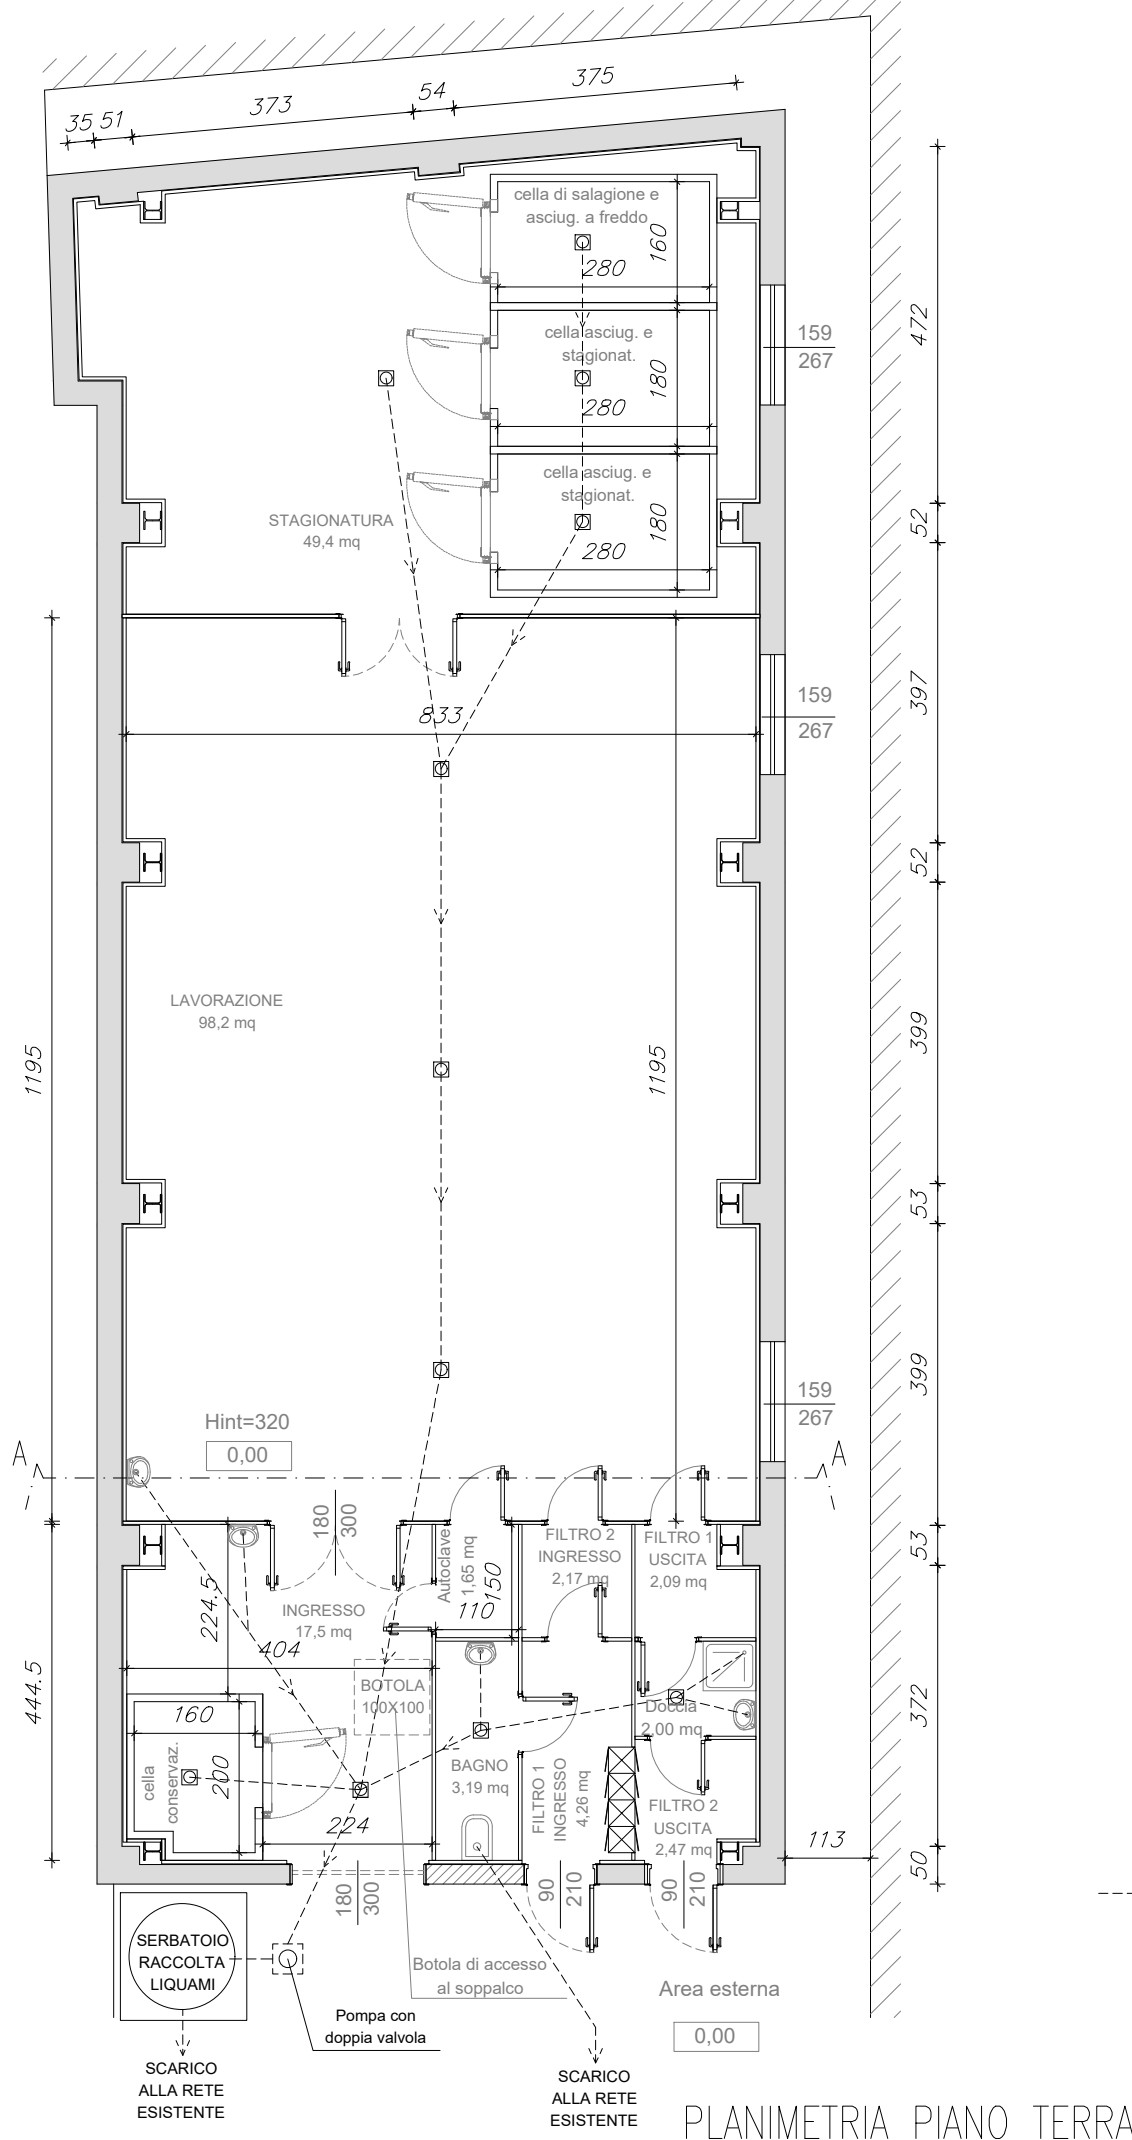 35
51
373
54
375
cella di salagione e
asciug. a freddo
160
280
472
159
267
cella asciug. e
stagionat.
180
280
cella asciug. e
stagionat.
180
280
STAGIONATURA
49,4 mq
52
397
159
267
833
52
LAVORAZIONE
98,2 mq
399
1195
1195
53
399
159
267
Hint=320
0,00
A
A
180
300
Autoclave
1,65 mq
150
110
FILTRO 2
INGRESSO
2,17 mq
FILTRO 1
USCITA
2,09 mq
53
224.5
INGRESSO
17,5 mq
404
444.5
BOTOLA
100X100
160
200
cella
conservaz.
224
BAGNO
3,19 mq
FILTRO 1
INGRESSO
4,26 mq
Doccia
2,00 mq
372
FILTRO 2
USCITA
2,47 mq
113
50
180
300
90
210
90
210
SERBATOIO
RACCOLTA
LIQUAMI
Botola di accesso
al soppalco
Area esterna
0,00
Pompa con
doppia valvola
SCARICO
ALLA RETE
ESISTENTE
SCARICO
ALLA RETE
ESISTENTE
PLANIMETRIA PIANO TERRA